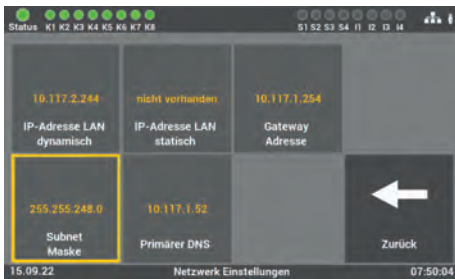 Status K1 K2 K3 K4 K5 K6 K7 K8 S1 S2 S3 S4 I1 I2 I3 I4
10.117.2.244 nicht vorhanden 10.117.1.254
IP-Adresse LAN IP-Adresse LAN Gateway
dynamisch statisch Adresse
255.255.248.0 10.117.1.52
Subnet
Maske Primärer DNS Zurück
15.09.22 Netzwerk Einstellungen 07:50:04